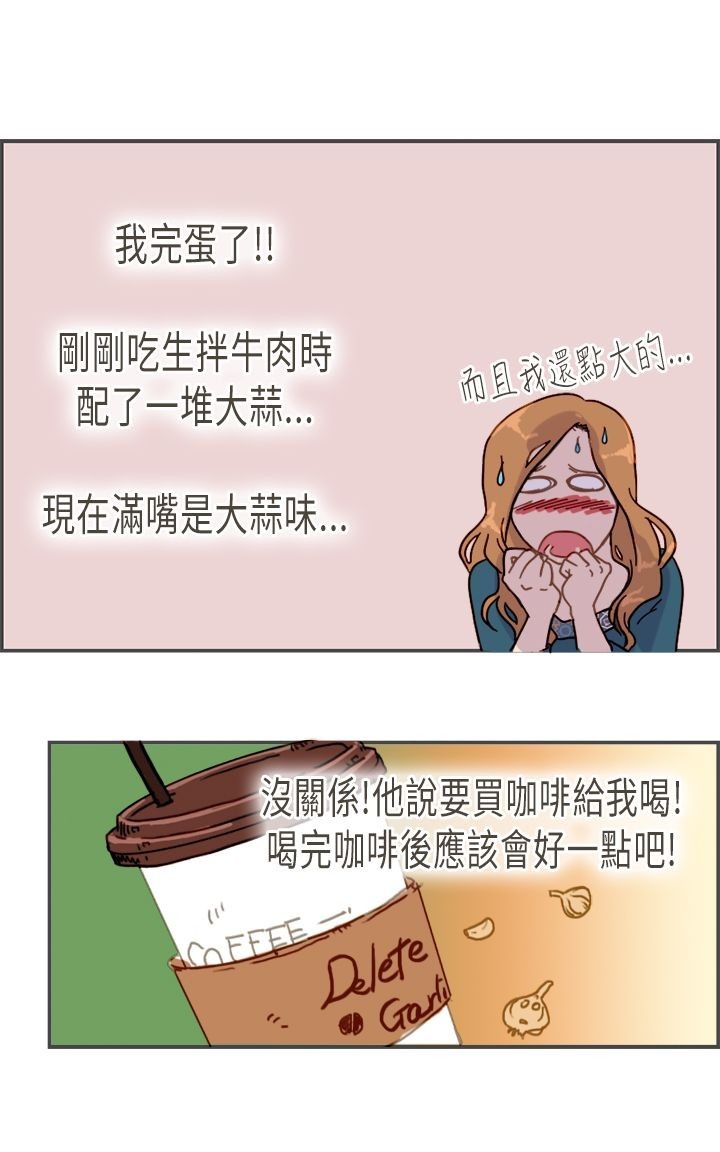 我完蛋了!!
剛剛吃生拌牛肉時
配了一堆大蒜...
現在滿嘴是大蒜味...
而且我還點大的...
沒關係!他說要買咖啡給我喝!
喝完咖啡後應該會好一點吧!
COFFEE
Delete
Garli